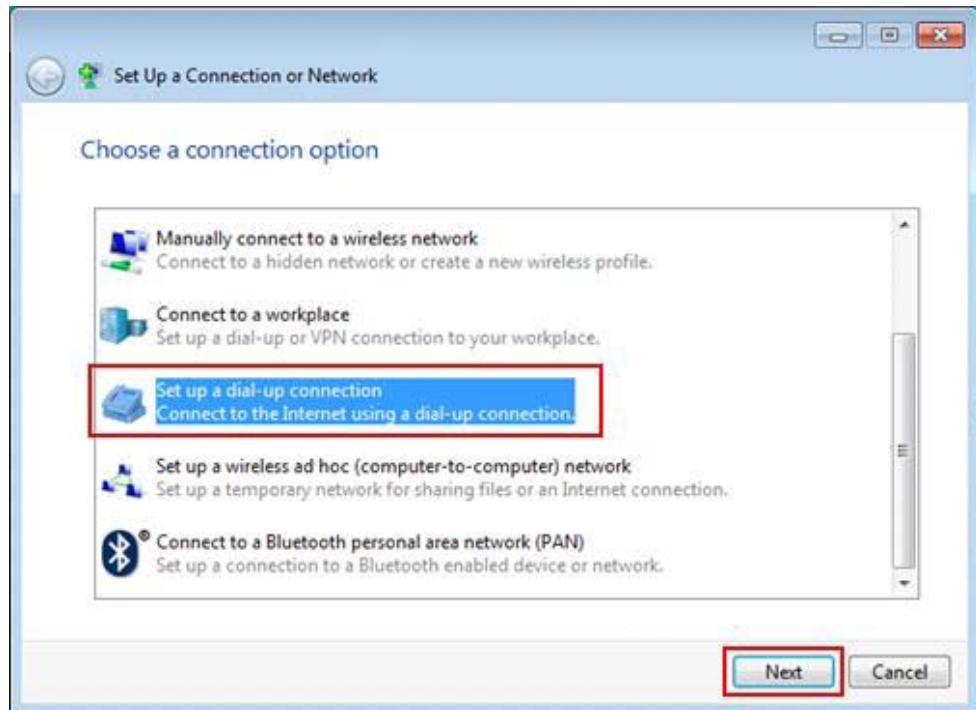 Set Up a Connection or Network
Choose a connection option
Manually connect to a wireless network
Connect to a hidden network or create a new wireless profile.
Connect to a workplace
Set up a dial-up or VPN connection to your workplace.
Set up a dial-up connection
Connect to the Internet using a dial-up connection.
Set up a wireless ad hoc (computer-to-computer) network
Set up a temporary network for sharing files or an Internet connection.
Connect to a Bluetooth personal area network (PAN)
Set up a connection to a Bluetooth enabled device or network.
Next Cancel